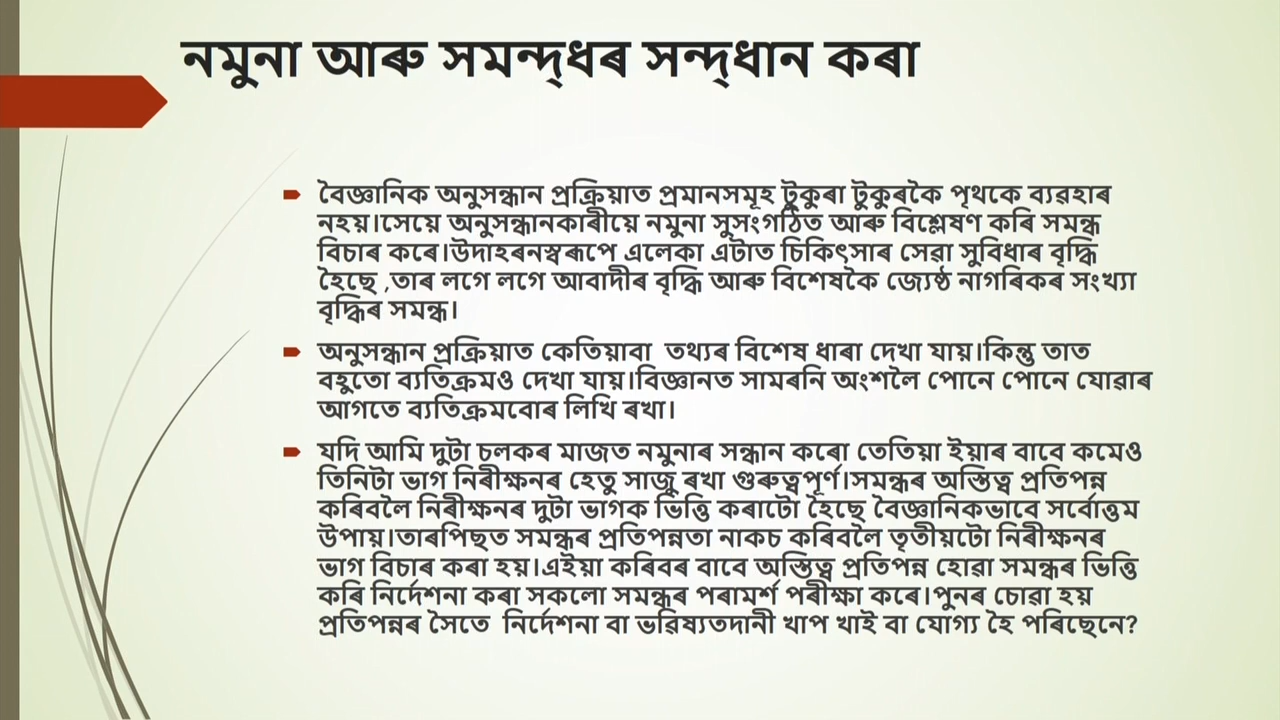 নমুনা আৰু সমন্দ্ধৰ সন্দ্ধান কৰা
বৈজ্ঞানিক অনুসন্ধান প্ৰক্ৰিয়াত প্ৰমানসমূহ টুকুৰা টুকুৰকৈ পৃথকে ব্যৱহাৰ
নহয়।সেয়ে অনুসন্ধানকাৰীয়ে নমুনা সুসংগঠিত আৰু বিশ্লেষণ কৰি সমন্ধ
বিচাৰ কৰে।উদাহৰনস্বৰূপে এলেকা এটাত চিকিৎসাৰ সেৱা সুবিধাৰ বৃদ্ধি
হৈছে ,তাৰ লগে লগে আবাদীৰ বৃদ্ধি আৰু বিশেষকৈ জ্যেষ্ঠ নাগৰিকৰ সংখ্যা
বৃদ্ধিৰ সমন্ধ।
অনুসন্ধান প্ৰক্ৰিয়াত কেতিয়াবা তথ্যৰ বিশেষ ধাৰা দেখা যায়।কিন্তু তাত
বহুতো ব্যতিক্ৰমও দেখা যায়।বিজ্ঞানত সামৰনি অংশলৈ পোনে পোনে যোৱাৰ
আগতে ব্যতিক্ৰমবোৰ লিখি ৰখা।
যদি আমি দুটা চলকৰ মাজত নমুনাৰ সন্ধান কৰো তেতিয়া ইয়াৰ বাবে কমেও
তিনিটা ভাগ নিৰীক্ষনৰ হেতু সাজু ৰখা গুৰুত্বপূৰ্ণ।সমন্ধৰ অস্তিত্ব প্ৰতিপন্ন
কৰিবলৈ নিৰীক্ষনৰ দুটা ভাগক ভিত্তি কৰাটো হৈছে বৈজ্ঞানিকভাবে সৰ্বোত্তম
উপায়।তাৰপিছত সমন্ধৰ প্ৰতিপন্নতা নাকচ কৰিবলৈ তৃতীয়টো নিৰীক্ষনৰ
ভাগ বিচাৰ কৰা হয়।এইয়া কৰিবৰ বাবে অস্তিত্ব প্ৰতিপন্ন হোৱা সমন্ধৰ ভিত্তি
কৰি নিৰ্দেশনা কৰা সকলো সমন্ধৰ পৰামৰ্শ পৰীক্ষা কৰে।পুনৰ চোৱা হয়
প্ৰতিপন্নৰ সৈতে নিৰ্দেশনা বা ভৱিষ্যতদানী খাপ খাই বা যোগ্য হৈ পৰিছেনে?